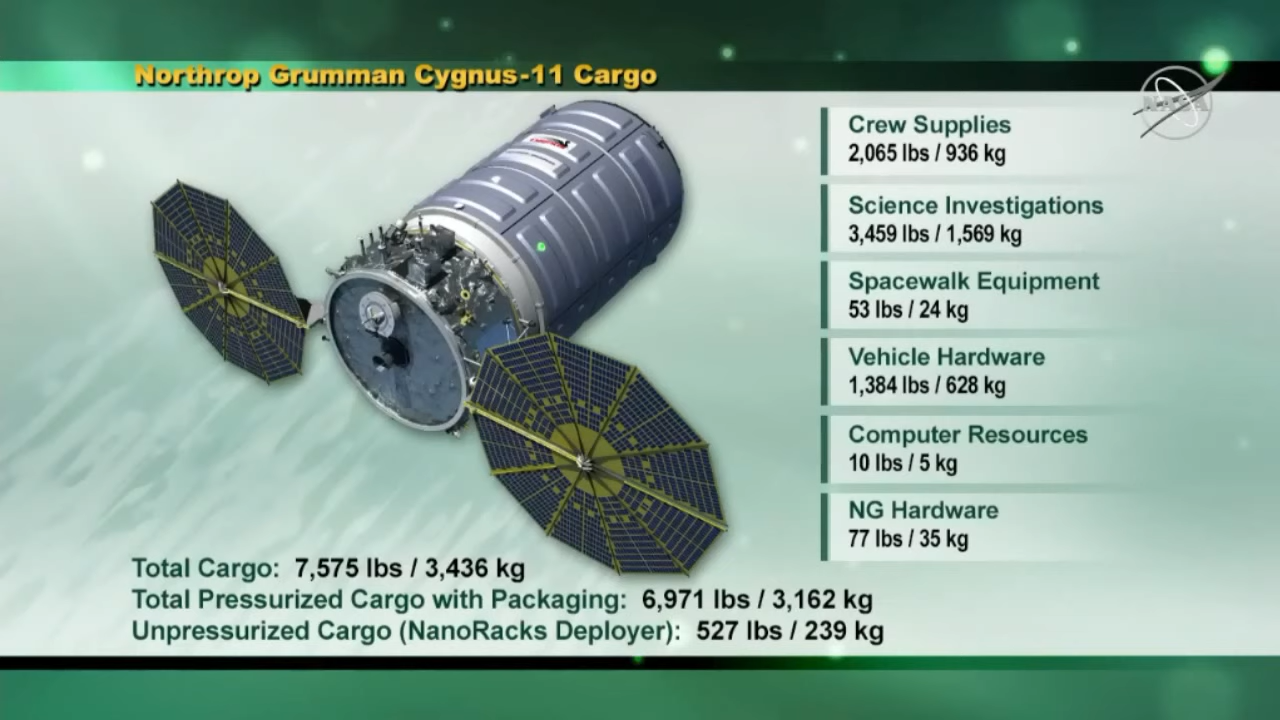 Northrop Grumman Cygnus-11 Cargo
NASA
Crew Supplies
2,065 lbs / 936 kg
Science Investigations
3,459 lbs / 1,569 kg
Spacewalk Equipment
53 lbs / 24 kg
Vehicle Hardware
1,384 lbs / 628 kg
Computer Resources
10 lbs / 5 kg
NG Hardware
77 lbs / 35 kg
Total Cargo: 7,575 lbs / 3,436 kg
Total Pressurized Cargo with Packaging: 6,971 lbs / 3,162 kg
Unpressurized Cargo (NanoRacks Deployer): 527 lbs / 239 kg